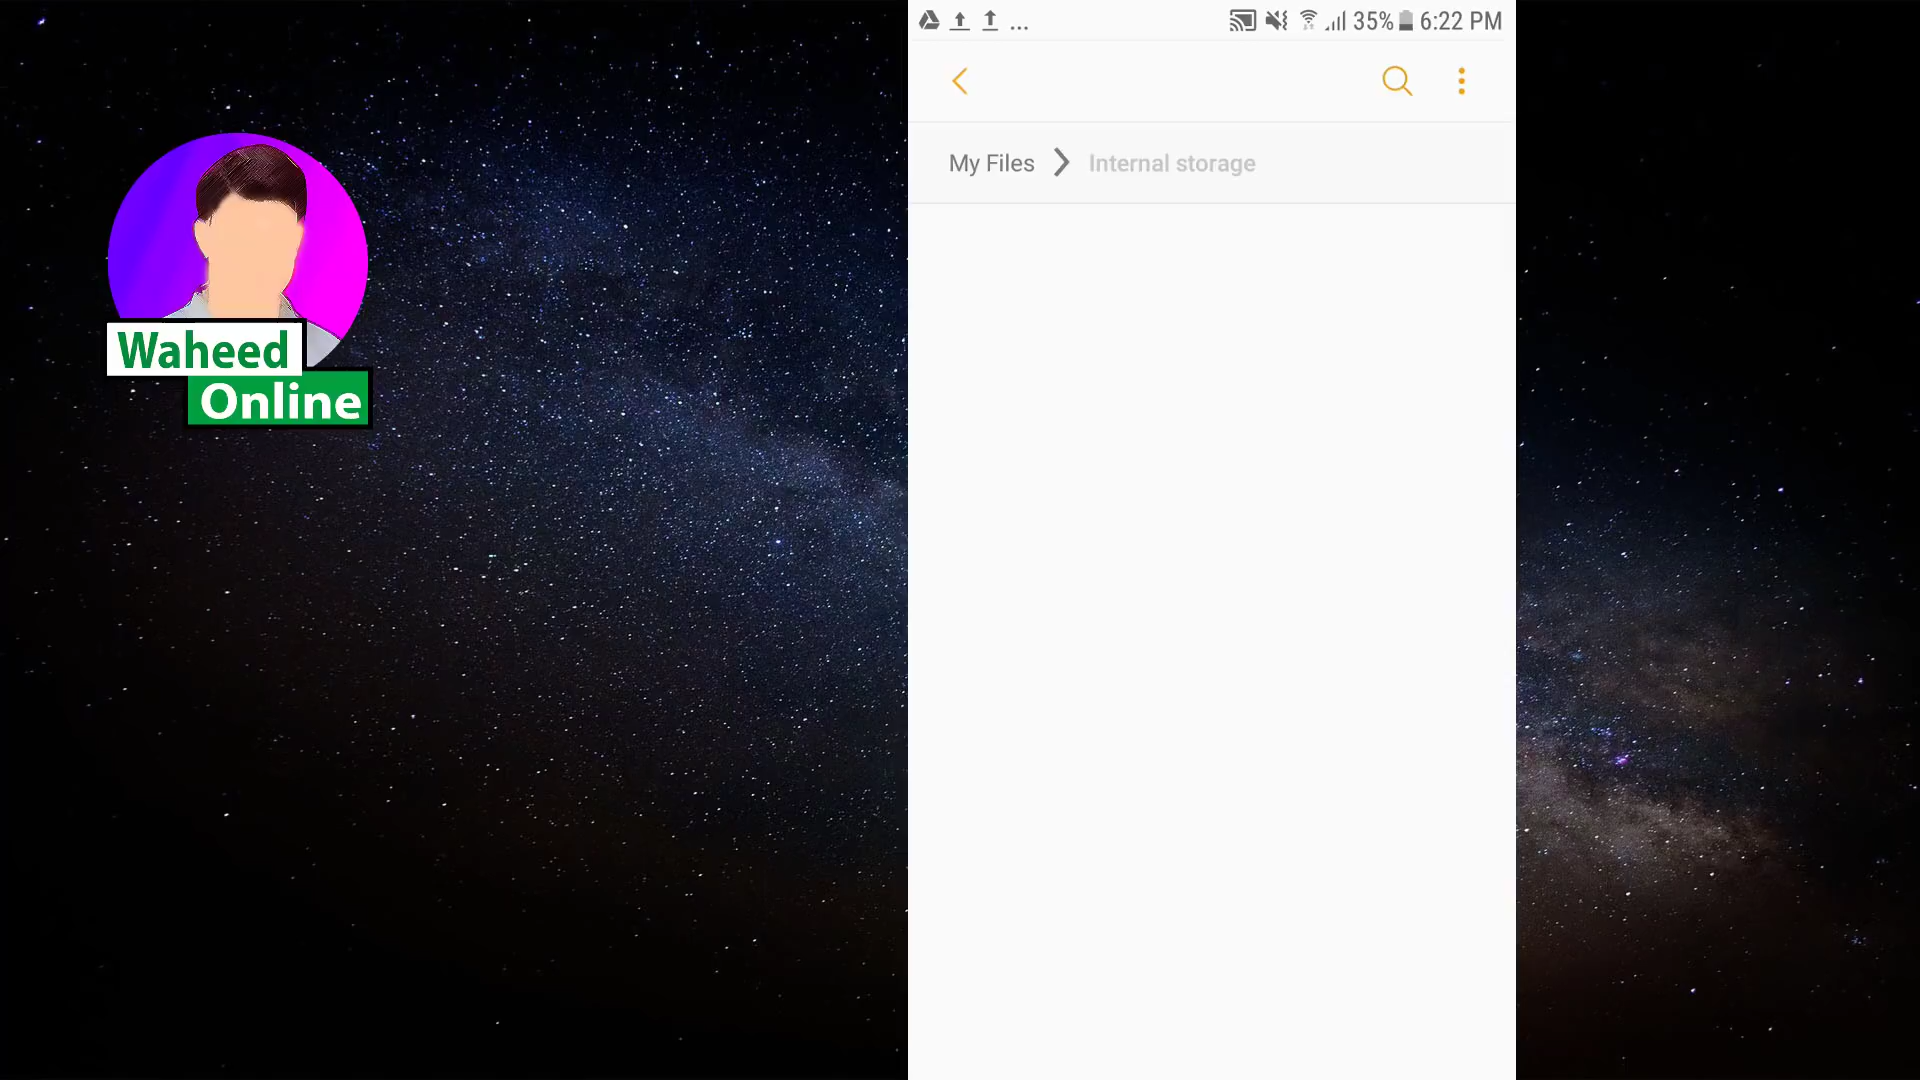 Waheed
Online
... 35% 6:22 PM
My Files Internal storage